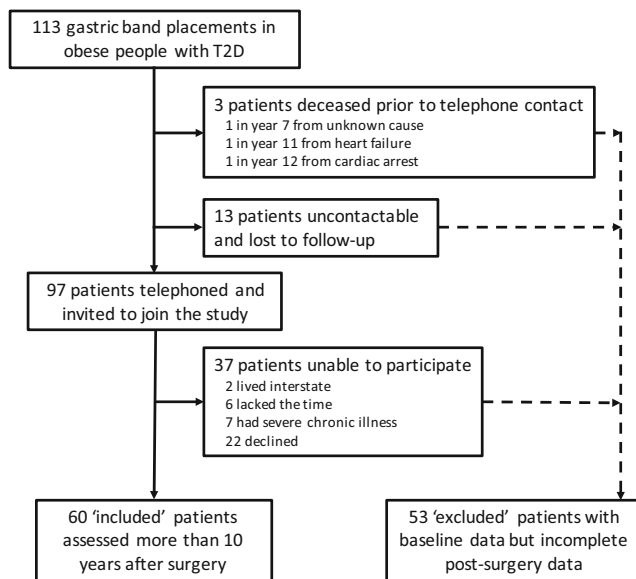 113 gastric band placements in
obese people with T2D
3 patients deceased prior to telephone contact
1 in year 7 from unknown cause
1 in year 11 from heart failure
1 in year 12 from cardiac arrest
13 patients uncontactable
and lost to follow-up
97 patients telephoned and
invited to join the study
37 patients unable to participate
2 lived interstate
6 lacked the time
7 had severe chronic illness
22 declined
60 ‘included’ patients
assessed more than 10
years after surgery
53 ‘excluded’ patients with
baseline data but incomplete
post-surgery data